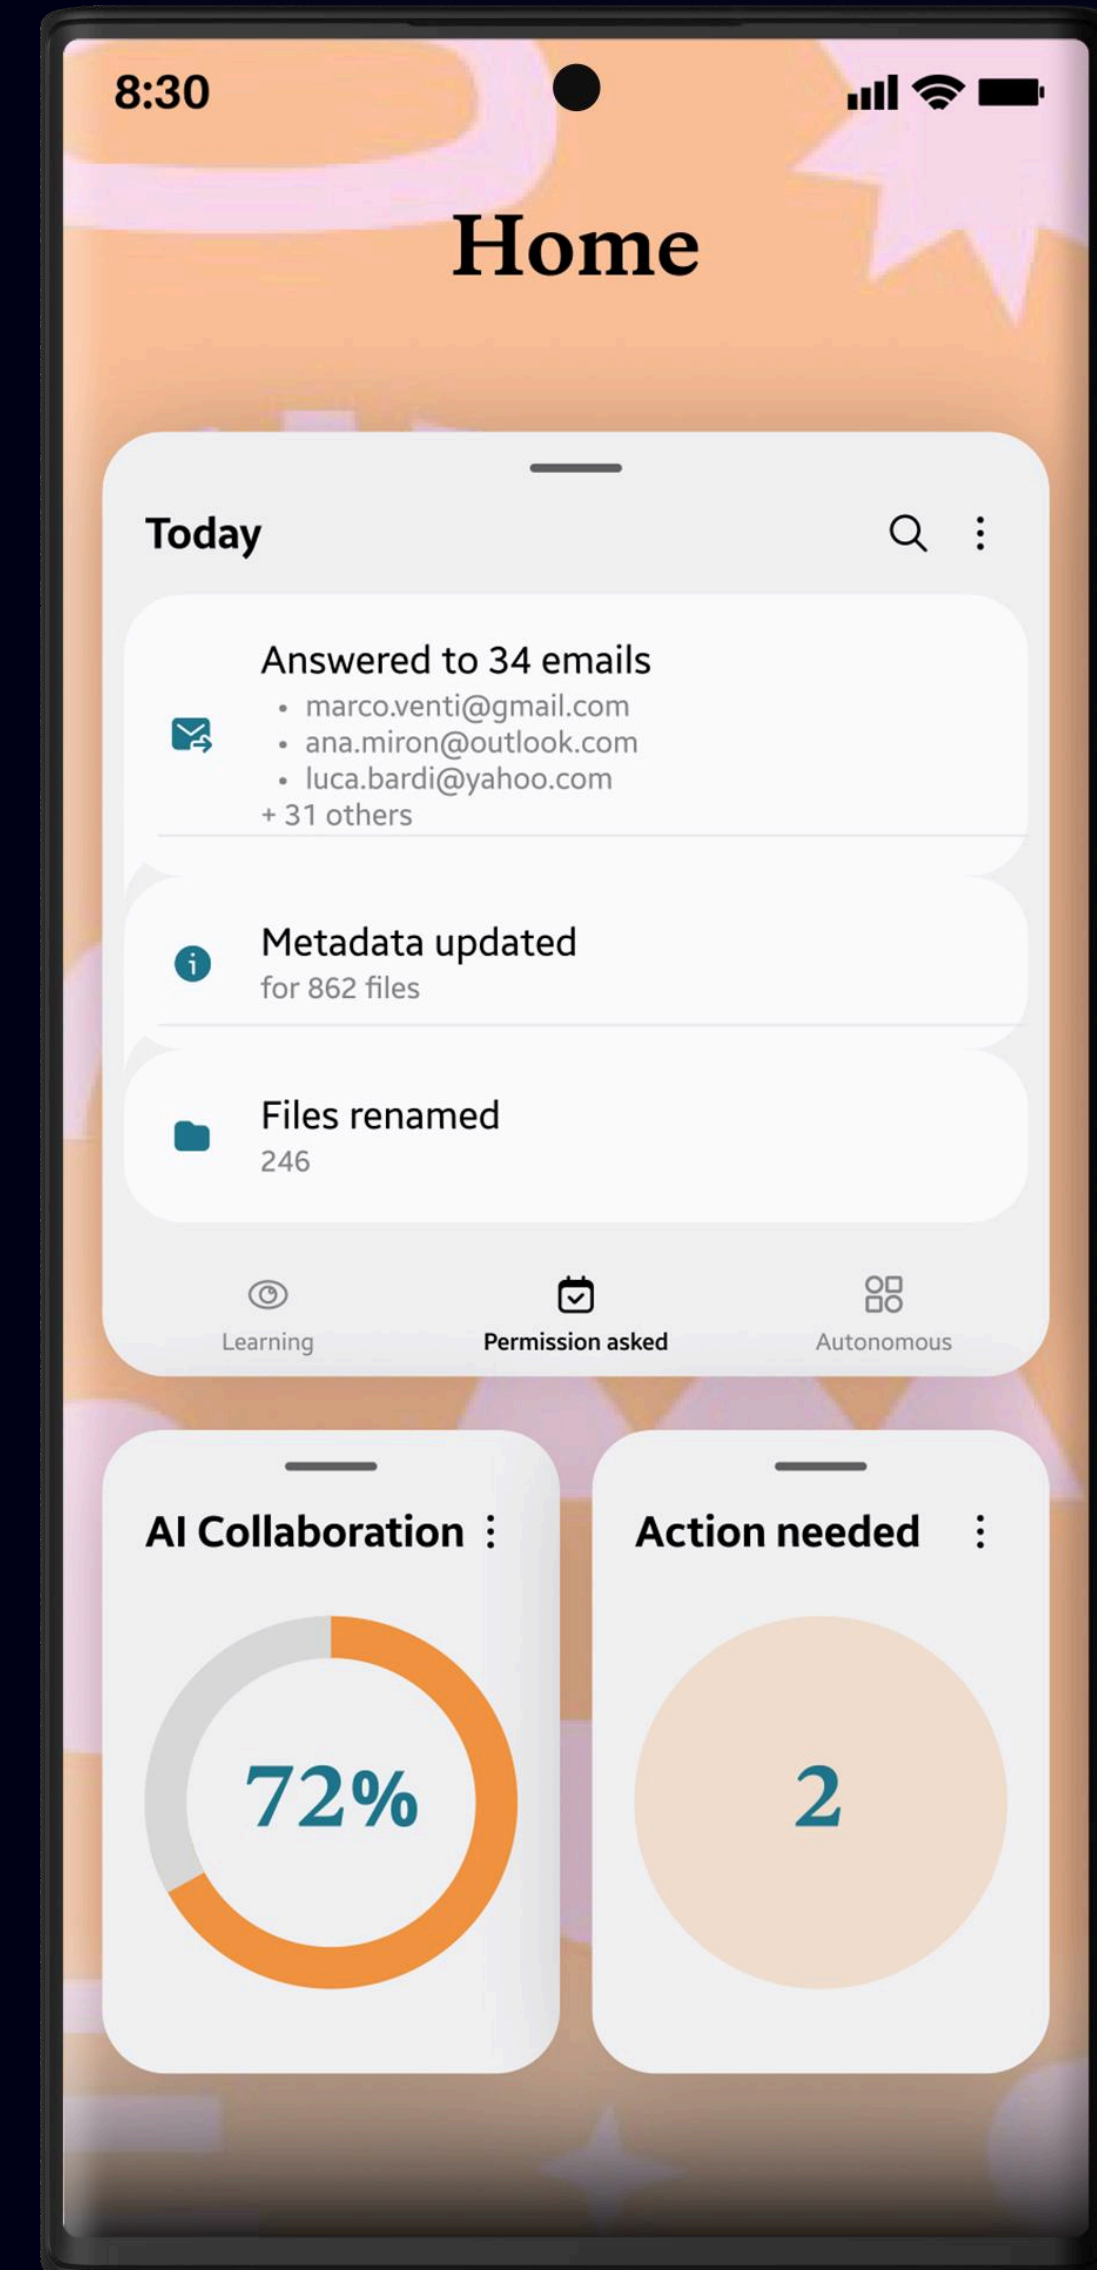 8:30
Home
Today
Answered to 34 emails
• marco.venti@gmail.com
• ana.miron@outlook.com
• luca.bardi@yahoo.com
+ 31 others
Metadata updated
for 862 files
Files renamed
246
Learning
Permission asked
Autonomous
AI Collaboration
Action needed
72%
2